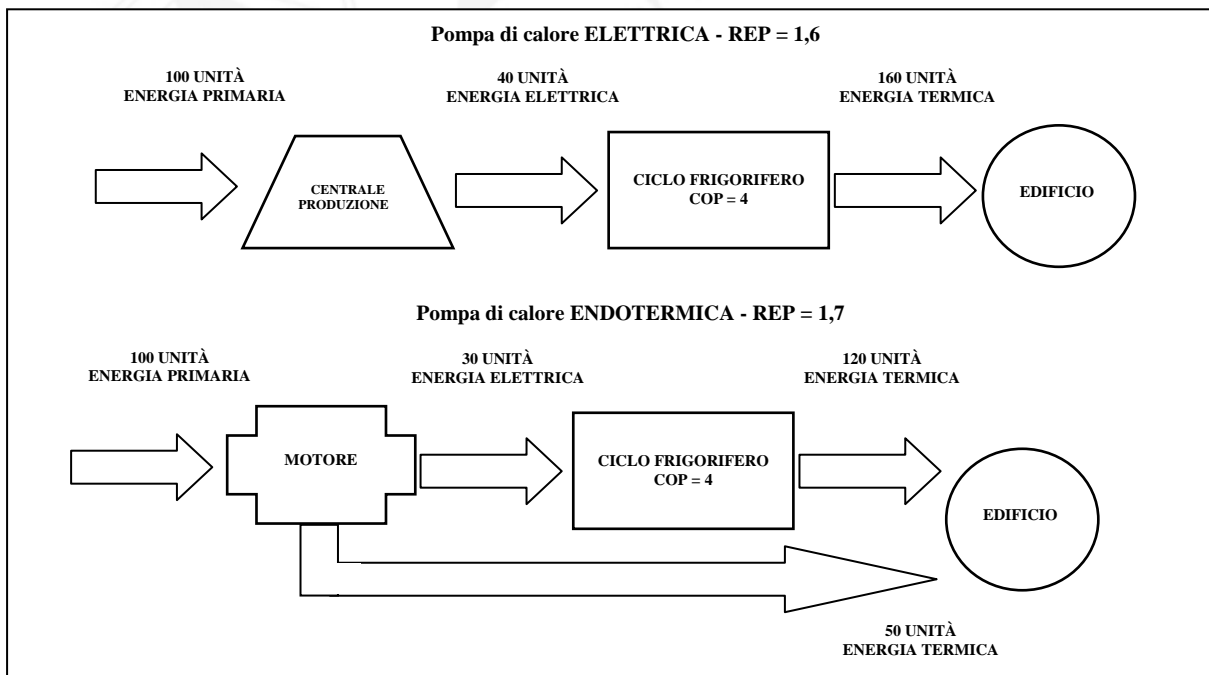 Pompa di calore ELETTRICA - REP = 1,6
100 UNITÀ
ENERGIA PRIMARIA
40 UNITÀ
ENERGIA ELETTRICA
160 UNITÀ
ENERGIA TERMICA
CENTRALE
PRODUZIONE
CICLO FRIGORIFERO
COP = 4
EDIFICIO
Pompa di calore ENDOTERMICA - REP = 1,7
100 UNITÀ
ENERGIA PRIMARIA
30 UNITÀ
ENERGIA ELETTRICA
120 UNITÀ
ENERGIA TERMICA
MOTORE
CICLO FRIGORIFERO
COP = 4
EDIFICIO
50 UNITÀ
ENERGIA TERMICA